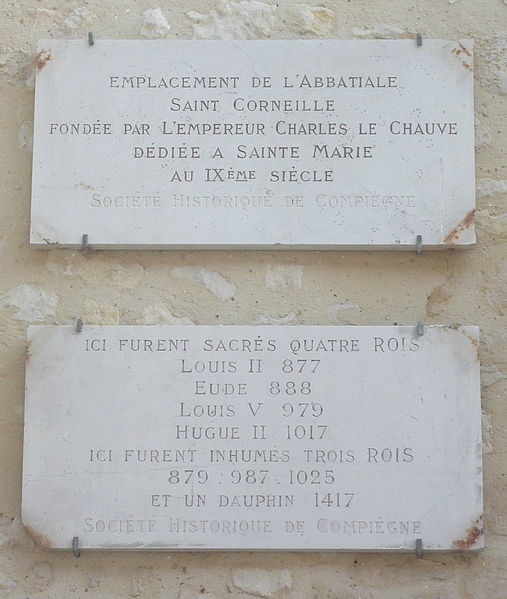 EMPLACEMENT DE L'ABBATIALE
SAINT CORNEILLE
FONDÉE PAR L'EMPEREUR CHARLES LE CHAUVE
DÉDIÉE A SAINTE MARIE
AU IXÈME SIÈCLE
SOCIÉTÉ HISTORIQUE DE COMPIÈGNE
ICI FURENT SACRÉS QUATRE ROIS
LOUIS II 877
EUDE 888
LOUIS V 979
HUGUE II 1017
ICI FURENT INHUMÉS TROIS ROIS
879 . 987 . 1025
ET UN DAUPHIN 1417
SOCIÉTÉ HISTORIQUE DE COMPIÈGNE